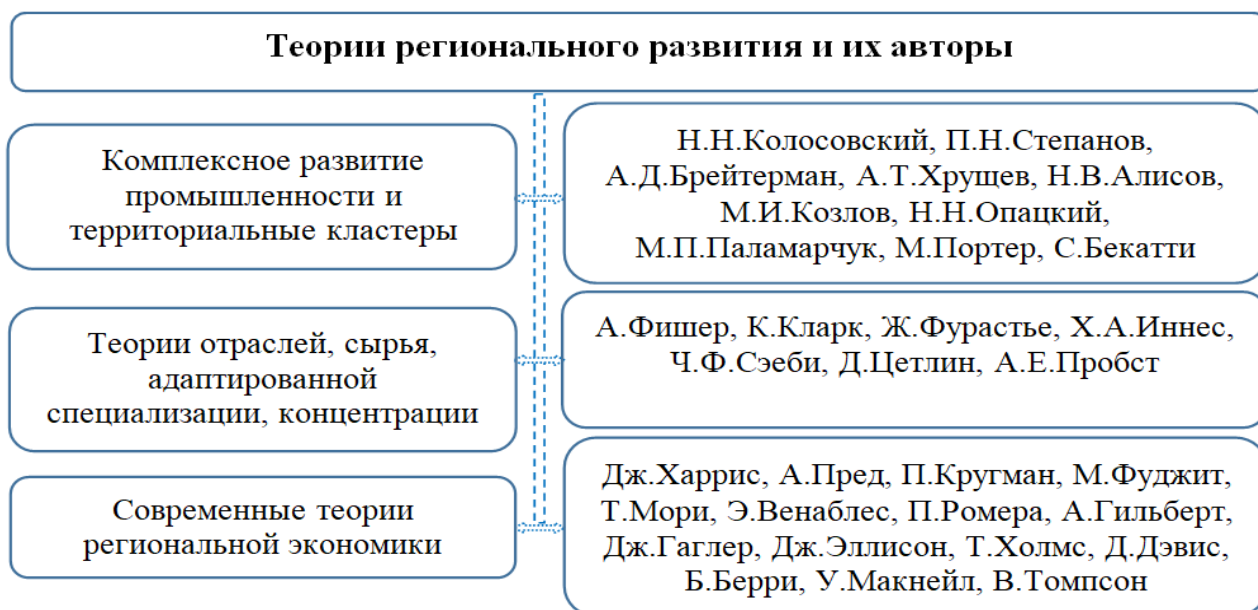 Теории регионального развития и их авторы
Комплексное развитие
промышленности и
территориальные кластеры
Н.Н.Колосовский, П.Н.Степанов,
А.Д.Брейтерман, А.Т.Хрущев, Н.В.Алисов,
М.И.Козлов, Н.Н.Опацкий,
М.П.Паламарчук, М.Портер, С.Бекатти
Теории отраслей, сырья,
адаптированной
специализации, концентрации
А.Фишер, К.Кларк, Ж.Фурастье, Х.А.Иннес,
Ч.Ф.Сэеби, Д.Цетлин, А.Е.Пробст
Современные теории
региональной экономики
Дж.Харрис, А.Пред, П.Кругман, М.Фуджит,
Т.Мори, Э.Венаблес, П.Ромера, А.Гильберт,
Дж.Гаглер, Дж.Эллисон, Т.Холмс, Д.Дэвис,
Б.Берри, У.Макнейл, В.Томпсон